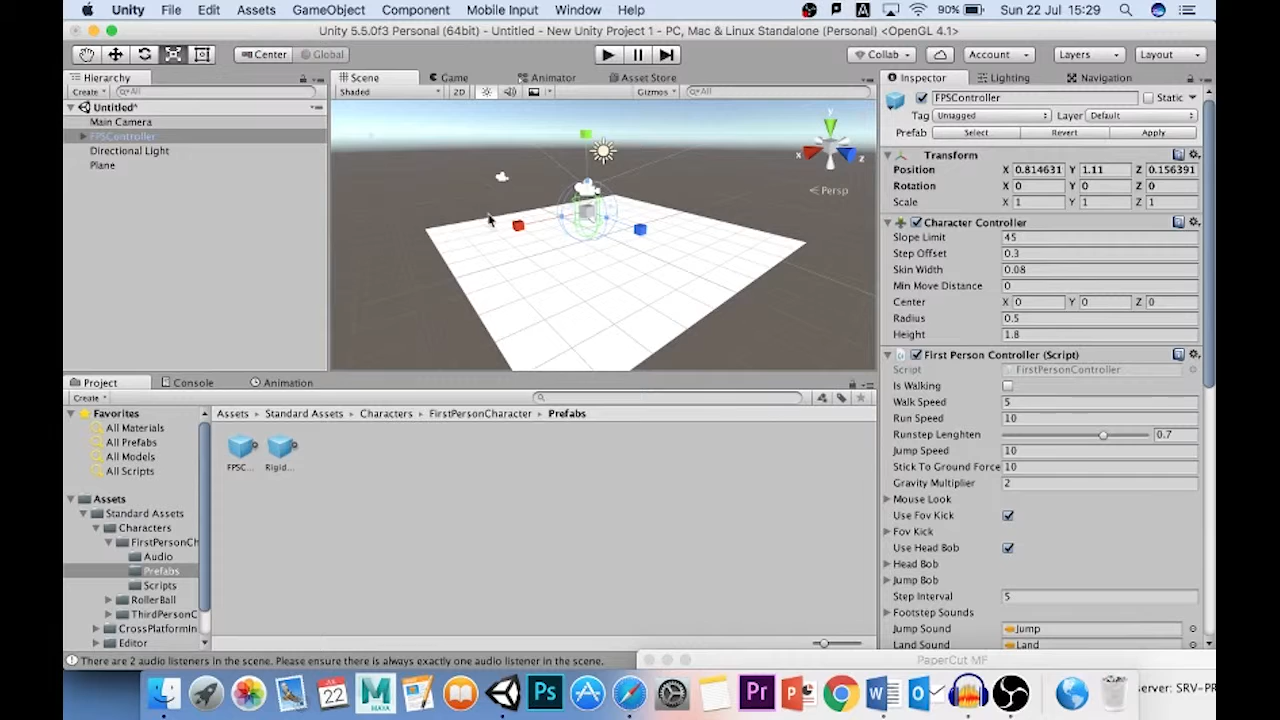 Unity File Edit Assets GameObject Component Mobile Input Window Help 90% Sun 22 Jul 15:29
Unity 5.5.0f3 Personal (64bit) - Untitled - New Unity Project 1 - PC, Mac & Linux Standalone (Personal) <OpenGL 4.1>
Center Global Collab Account Layers Layout
Hierarchy Scene Game Animator Asset Store Inspector Lighting Navigation
Create All Shaded 2D Gizmos All
FPSController Static
Untitled*
Tag Untagged Layer Default
Main Camera
Prefab Select Revert Apply
FPSController
Directional Light
Plane
y
x
z
Persp
Transform
Position X 0.814631 Y 1.11 Z 0.156391
Rotation X 0 Y 0 Z 0
Scale X 1 Y 1 Z 1
Character Controller
Slope Limit 45
Step Offset 0.3
Skin Width 0.08
Min Move Distance 0
Center X 0 Y 0 Z 0
Radius 0.5
Height 1.8
First Person Controller (Script)
Script FirstPersonController
Is Walking
Walk Speed 5
Run Speed 10
Runstep Lenghten 0.7
Jump Speed 10
Stick To Ground Force 10
Gravity Multiplier 2
Mouse Look
Use Fov Kick
Fov Kick
Use Head Bob
Head Bob
Jump Bob
Step Interval 5
Footstep Sounds
Jump Sound Jump
Land Sound Land
Project Console Animation
Create
Favorites
All Materials
All Prefabs
All Models
All Scripts
Assets
Standard Assets
Characters
FirstPersonCh
Audio
Prefabs
Scripts
RollerBall
ThirdPersonC
CrossPlatformIn
Editor
Assets Standard Assets Characters FirstPersonCharacter Prefabs
FPSC... Rigid...
There are 2 audio listeners in the scene. Please ensure there is always exactly one audio listener in the scene.
PaperCut MF
JUL
22
MAYA
Ps
Pr
erver: SRV-PR